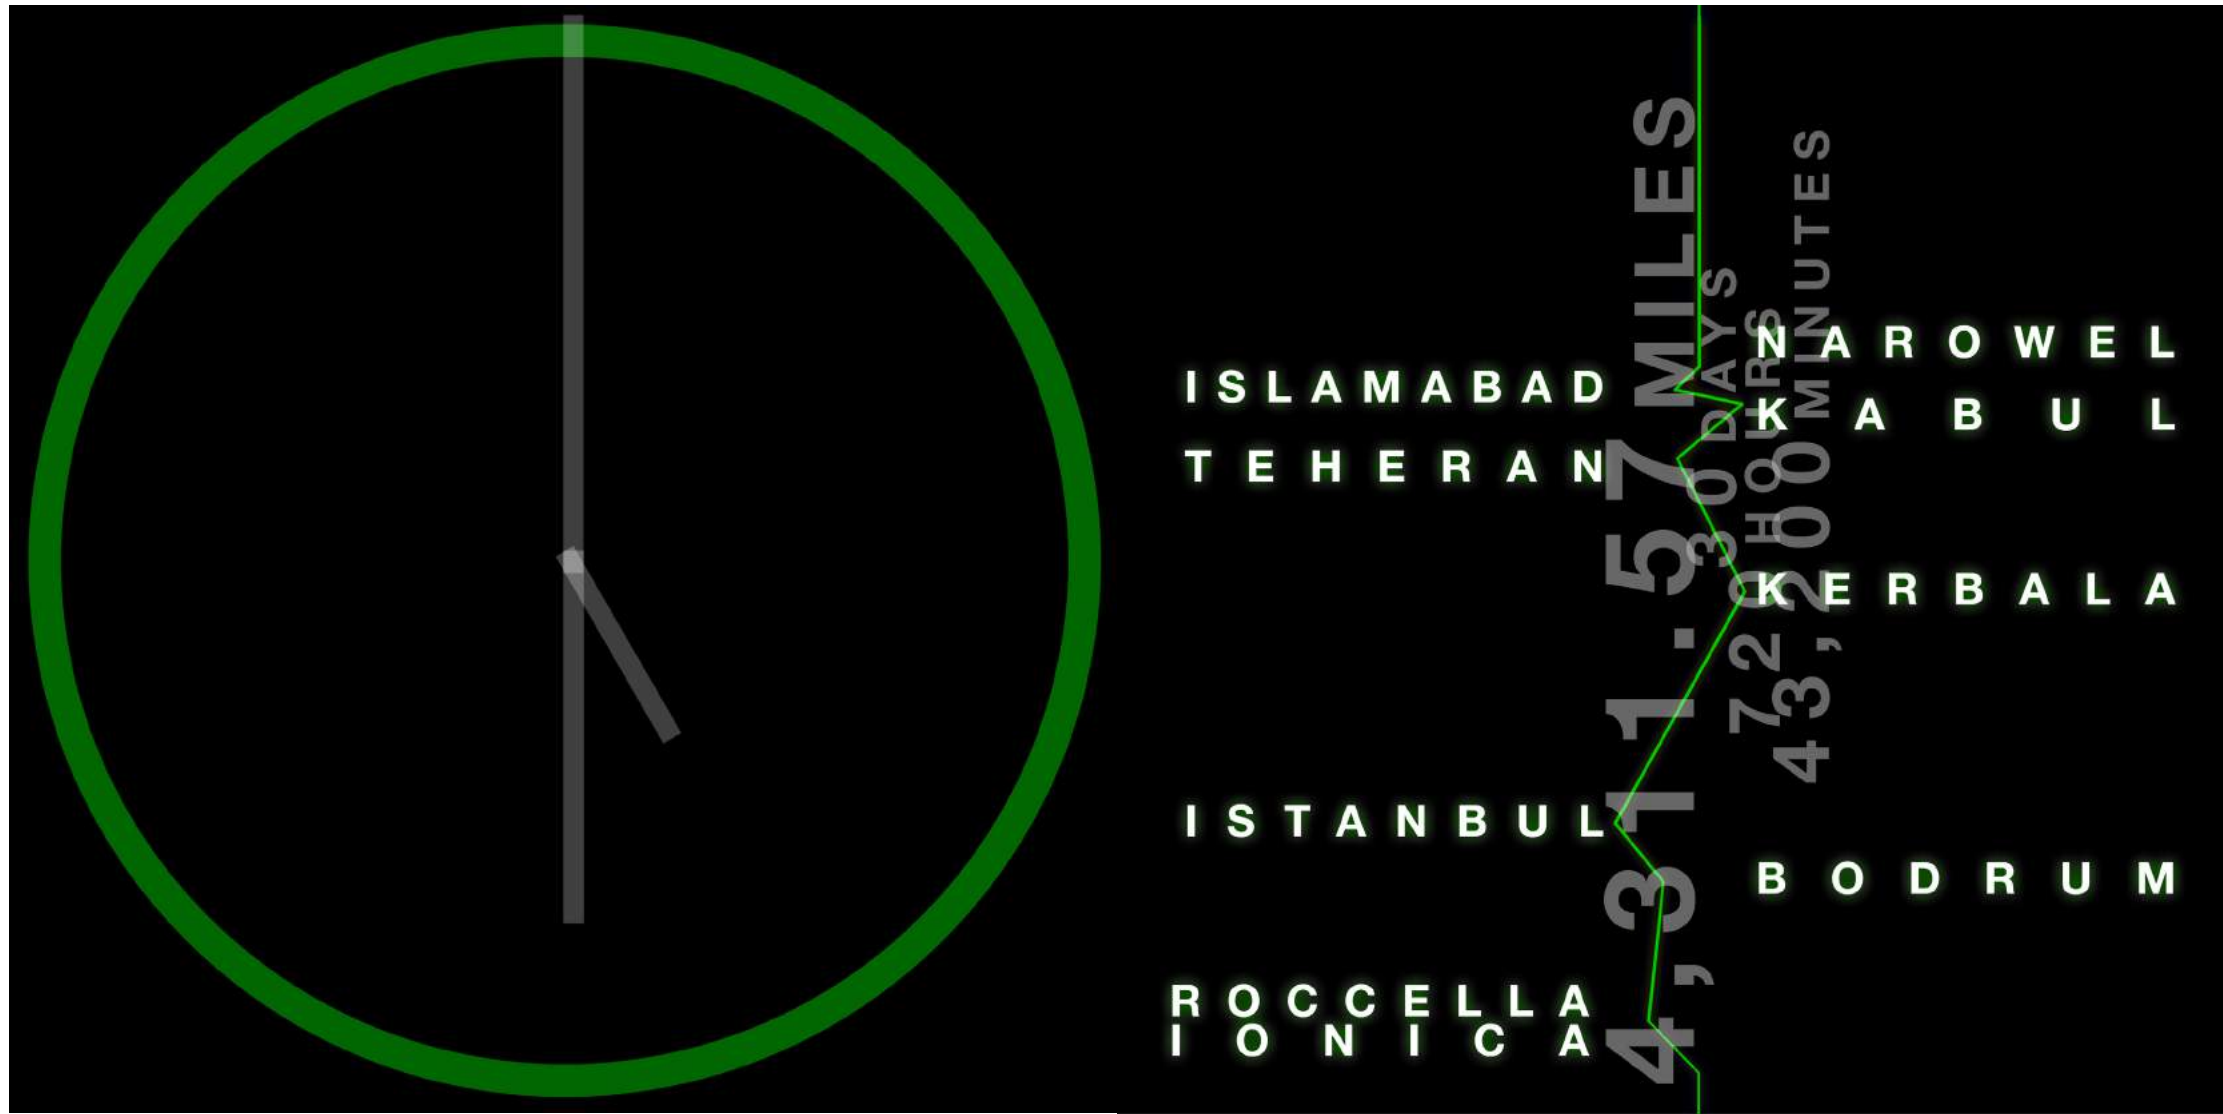 NAROWEL
ISLAMABAD
KABUL
TEHERAN
KERBALA
ISTANBUL
BODRUM
ROCCELLA
IONICA
4,311.57 MILES
30 DAYS
720 HOURS
43,200 MINUTES